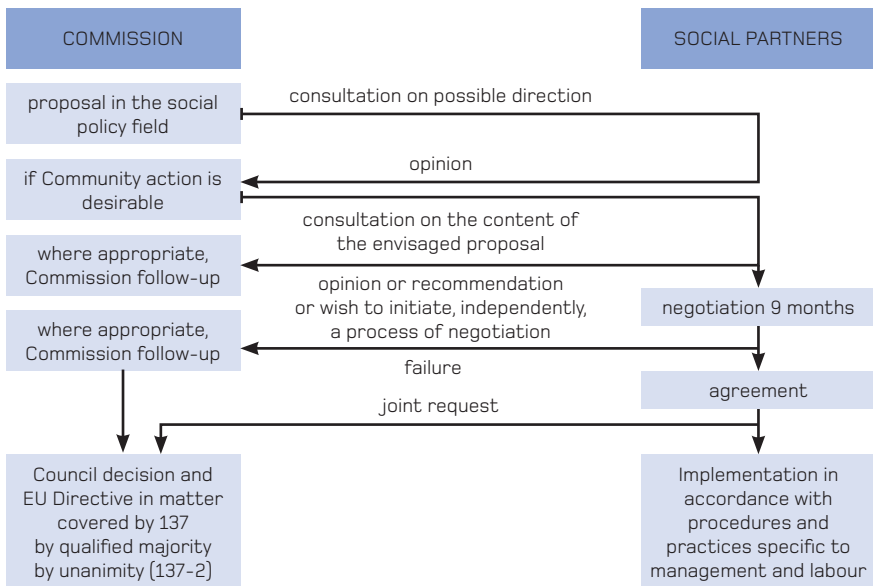 COMMISSION
SOCIAL PARTNERS
proposal in the social
policy field
consultation on possible direction
opinion
if Community action is
desirable
consultation on the content of
the envisaged proposal
where appropriate,
Commission follow-up
opinion or recommendation
or wish to initiate, independently,
a process of negotiation
negotiation 9 months
where appropriate,
Commission follow-up
failure
agreement
joint request
Council decision and
EU Directive in matter
covered by 137
by qualified majority
by unanimity (137-2)
Implementation in
accordance with
procedures and
practices specific to
management and labour